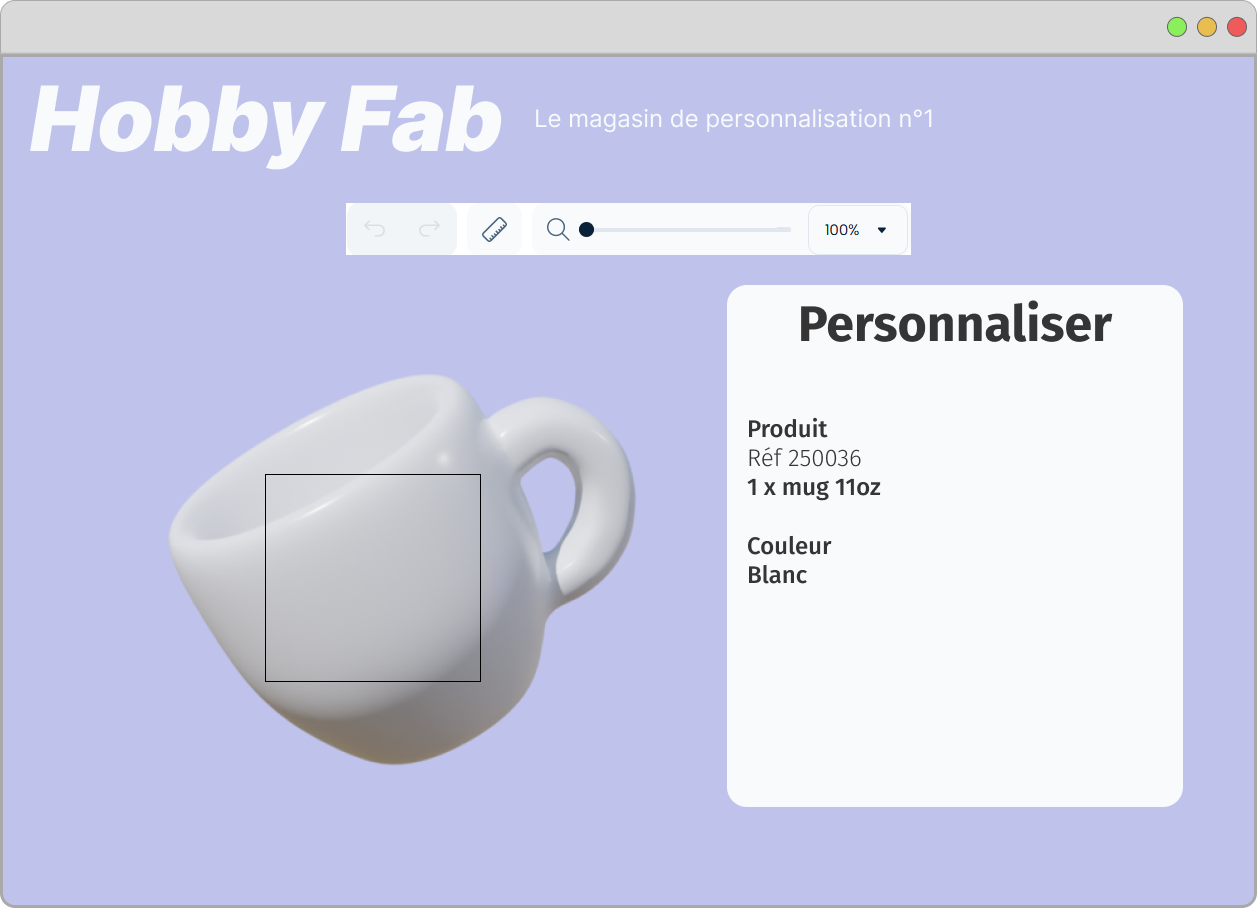 Hobby Fab
Le magasin de personnalisation n°1
100%
Personnaliser
Produit
Réf 250036
1 x mug 11oz
Couleur
Blanc